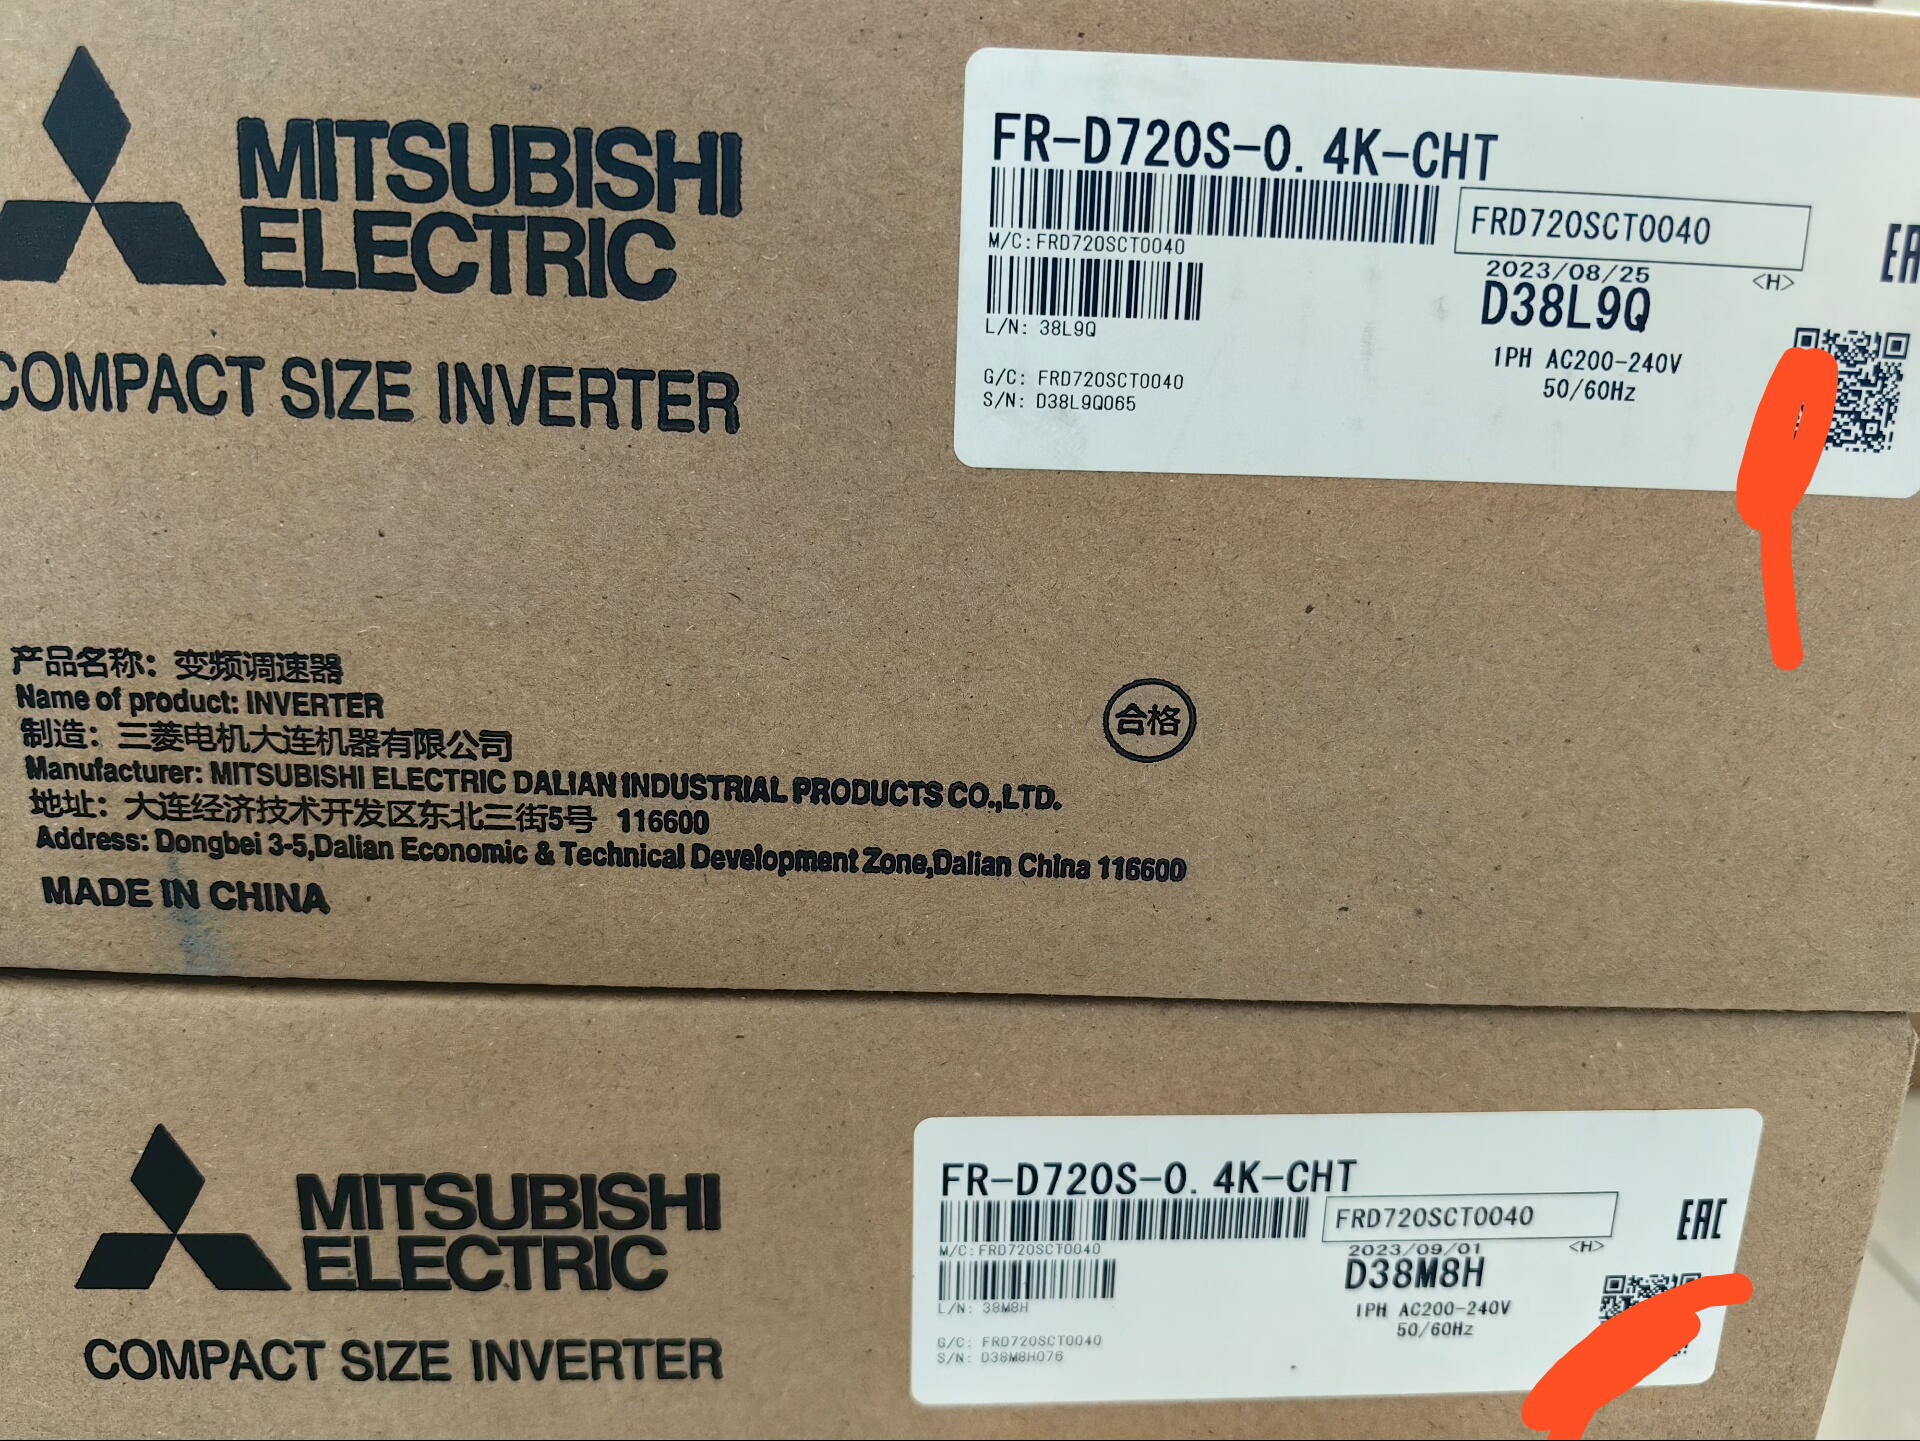 MITSUBISHI
ELECTRIC
COMPACT SIZE INVERTER
FR-D720S-0.4K-CHT
FRD720SCT0040
M/C:FRD720SCT0040
2023/08/25
<H>
D38L9Q
L/N: 38L9Q
1PH AC200-240V
50/60Hz
G/C: FRD720SCT0040
S/N: D38L9Q065
产品名称：变频调速器
Name of product: INVERTER
制造：三菱电机大连机器有限公司
Manufacturer: MITSUBISHI ELECTRIC DALIAN INDUSTRIAL PRODUCTS CO.,LTD.
地址：大连经济技术开发区东北三街5号 116600
Address: Dongbei 3-5,Dalian Economic & Technical Development Zone,Dalian China 116600
MADE IN CHINA
合格
MITSUBISHI
ELECTRIC
COMPACT SIZE INVERTER
FR-D720S-0.4K-CHT
FRD720SCT0040
EAC
M/C:FRD720SCT0040
2023/09/01
<H>
D38M8H
L/N: 38M8H
1PH AC200-240V
50/60Hz
G/C: FRD720SCT0040
S/N: D38M8H076